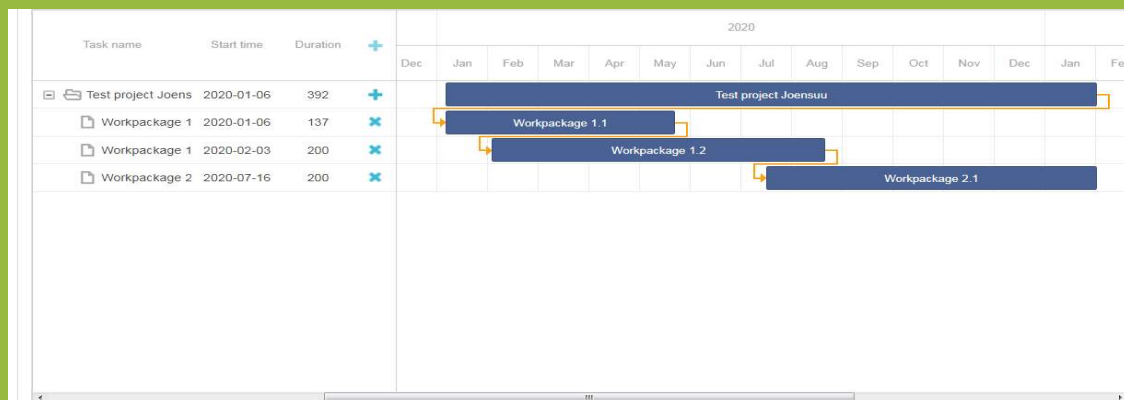 2020
Task name Start time Duration
Dec Jan Feb Mar Apr May Jun Jul Aug Sep Oct Nov Dec Jan Fe
Test project Joens 2020-01-06 392 Test project Joensuu
Workpackage 1 2020-01-06 137 Workpackage 1.1
Workpackage 1 2020-02-03 200 Workpackage 1.2
Workpackage 2 2020-07-16 200 Workpackage 2.1